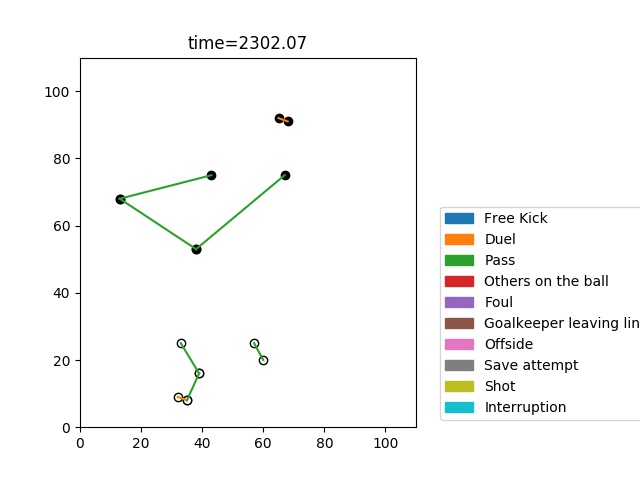 time=2302.07
100
80
60
40
20
0
0 20 40 60 80 100
Free Kick
Duel
Pass
Others on the ball
Foul
Goalkeeper leaving lin
Offside
Save attempt
Shot
Interruption